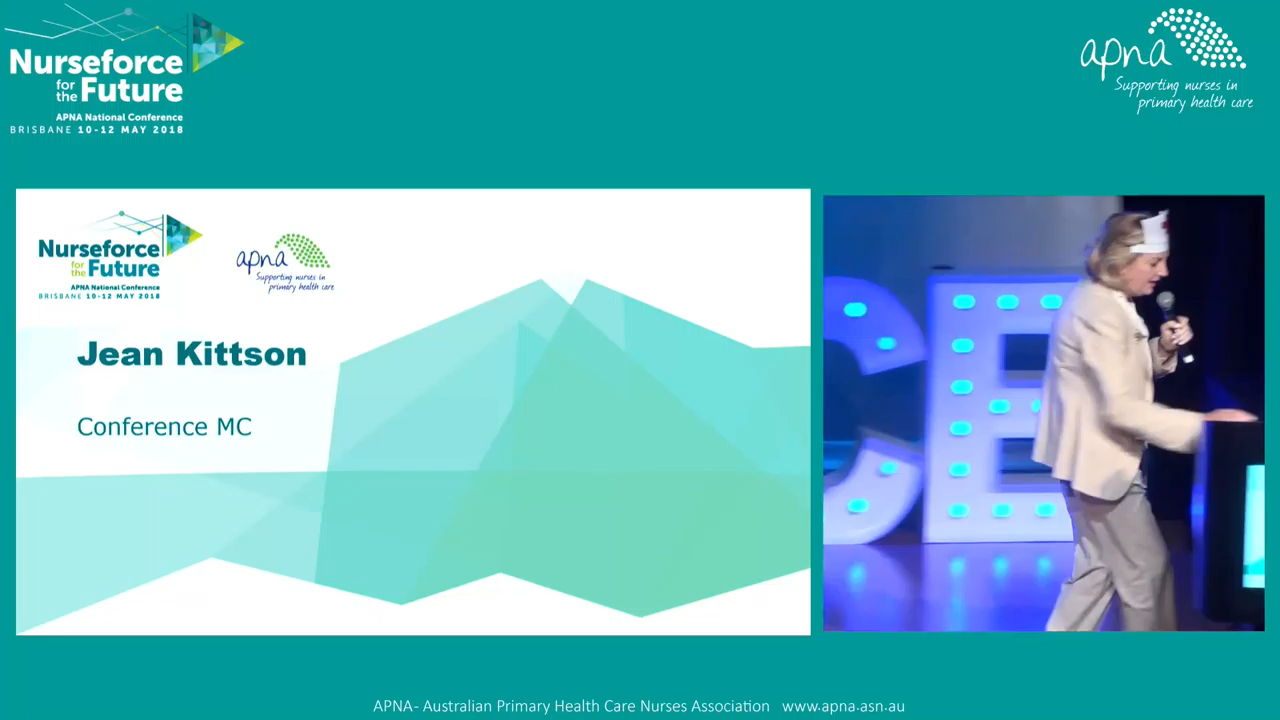 Nurseforce
for the Future
APNA National Conference
BRISBANE 10-12 MAY 2018
apna
Supporting nurses in
primary health care
Nurseforce
for the Future
APNA National Conference
BRISBANE 10-12 MAY 2018
apna
Supporting nurses in
primary health care
Jean Kittson
Conference MC
CE
APNA- Australian Primary Health Care Nurses Association www.apna.asn.au